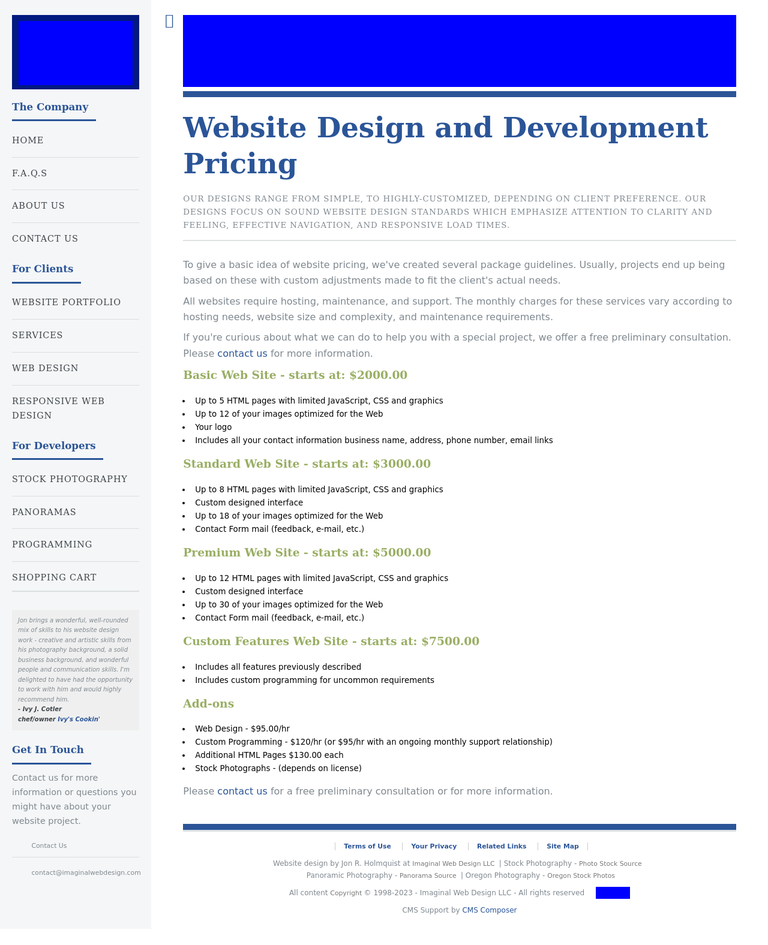 The Company
HOME
F.A.Q.S
ABOUT US
CONTACT US
For Clients
WEBSITE PORTFOLIO
SERVICES
WEB DESIGN
RESPONSIVE WEB
DESIGN
For Developers
STOCK PHOTOGRAPHY
PANORAMAS
PROGRAMMING
SHOPPING CART
Jon brings a wonderful, well-rounded
mix of skills to his website design
work - creative and artistic skills from
his photography background, a solid
business background, and wonderful
people and communication skills. I'm
delighted to have had the opportunity
to work with him and would highly
recommend him.
- Ivy J. Cotler
chef/owner Ivy's Cookin'
Get In Touch
Contact us for more
information or questions you
might have about your
website project.
Contact Us
contact@imaginalwebdesign.com
Website Design and Development
Pricing
OUR DESIGNS RANGE FROM SIMPLE, TO HIGHLY-CUSTOMIZED, DEPENDING ON CLIENT PREFERENCE. OUR
DESIGNS FOCUS ON SOUND WEBSITE DESIGN STANDARDS WHICH EMPHASIZE ATTENTION TO CLARITY AND
FEELING, EFFECTIVE NAVIGATION, AND RESPONSIVE LOAD TIMES.
To give a basic idea of website pricing, we've created several package guidelines. Usually, projects end up being
based on these with custom adjustments made to fit the client's actual needs.
All websites require hosting, maintenance, and support. The monthly charges for these services vary according to
hosting needs, website size and complexity, and maintenance requirements.
If you're curious about what we can do to help you with a special project, we offer a free preliminary consultation.
Please contact us for more information.
Basic Web Site - starts at: $2000.00
• Up to 5 HTML pages with limited JavaScript, CSS and graphics
• Up to 12 of your images optimized for the Web
• Your logo
• Includes all your contact information business name, address, phone number, email links
Standard Web Site - starts at: $3000.00
• Up to 8 HTML pages with limited JavaScript, CSS and graphics
• Custom designed interface
• Up to 18 of your images optimized for the Web
• Contact Form mail (feedback, e-mail, etc.)
Premium Web Site - starts at: $5000.00
• Up to 12 HTML pages with limited JavaScript, CSS and graphics
• Custom designed interface
• Up to 30 of your images optimized for the Web
• Contact Form mail (feedback, e-mail, etc.)
Custom Features Web Site - starts at: $7500.00
• Includes all features previously described
• Includes custom programming for uncommon requirements
Add-ons
• Web Design - $95.00/hr
• Custom Programming - $120/hr (or $95/hr with an ongoing monthly support relationship)
• Additional HTML Pages $130.00 each
• Stock Photographs - (depends on license)
Please contact us for a free preliminary consultation or for more information.
| Terms of Use | Your Privacy | Related Links | Site Map |
Website design by Jon R. Holmquist at Imaginal Web Design LLC | Stock Photography - Photo Stock Source
Panoramic Photography - Panorama Source | Oregon Photography - Oregon Stock Photos
All content Copyright © 1998-2023 - Imaginal Web Design LLC - All rights reserved
CMS Support by CMS Composer